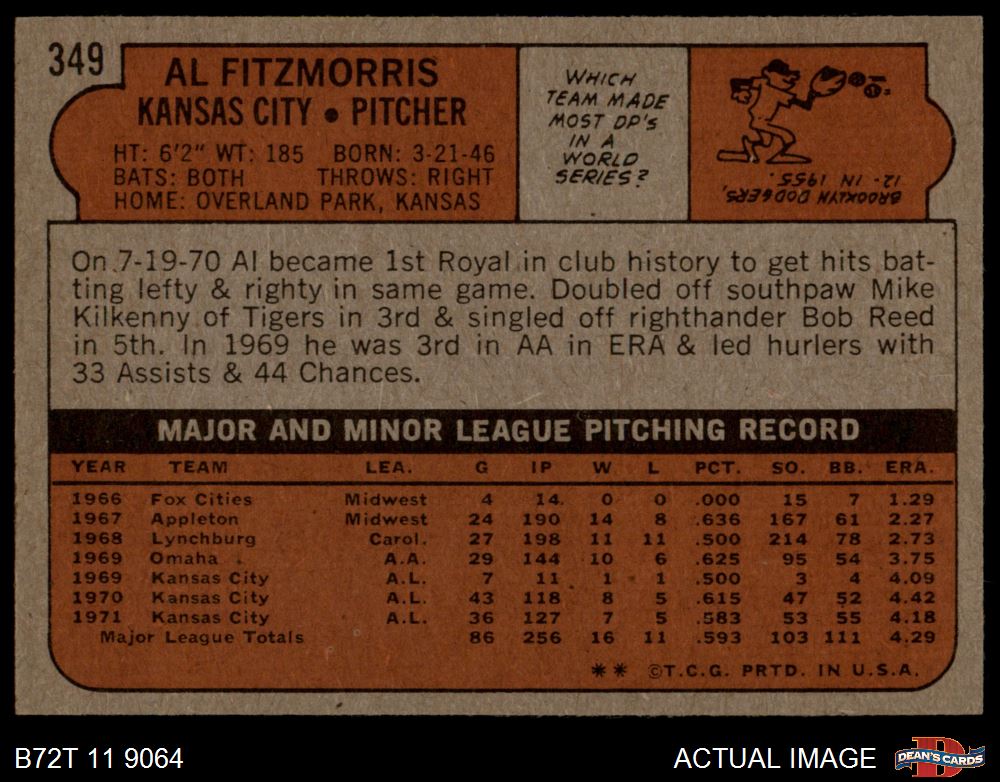 349
AL FITZMORRIS
KANSAS CITY • PITCHER
HT: 6'2" WT: 185 BORN: 3-21-46
BATS: BOTH THROWS: RIGHT
HOME: OVERLAND PARK, KANSAS
WHICH
TEAM MADE
MOST DP's
IN A
WORLD
SERIES?
BROOKLYN DODGERS,
12 - IN 1955.
On 7-19-70 Al became 1st Royal in club history to get hits bat-
ting lefty & righty in same game. Doubled off southpaw Mike
Kilkenny of Tigers in 3rd & singled off righthander Bob Reed
in 5th. In 1969 he was 3rd in AA in ERA & led hurlers with
33 Assists & 44 Chances.
MAJOR AND MINOR LEAGUE PITCHING RECORD
YEAR TEAM LEA. G IP W L PCT. SO. BB. ERA.
1966 Fox Cities Midwest 4 14 0 0 .000 15 7 1.29
1967 Appleton Midwest 24 190 14 8 .636 167 61 2.27
1968 Lynchburg Carol. 27 198 11 11 .500 214 78 2.73
1969 Omaha A.A. 29 144 10 6 .625 95 54 3.75
1969 Kansas City A.L. 7 11 1 1 .500 3 4 4.09
1970 Kansas City A.L. 43 118 8 5 .615 47 52 4.42
1971 Kansas City A.L. 36 127 7 5 .583 53 55 4.18
Major League Totals 86 256 16 11 .593 103 111 4.29
** ©T.C.G. PRTD. IN U.S.A.
B72T 11 9064
ACTUAL IMAGE
D
DEAN'S CARDS